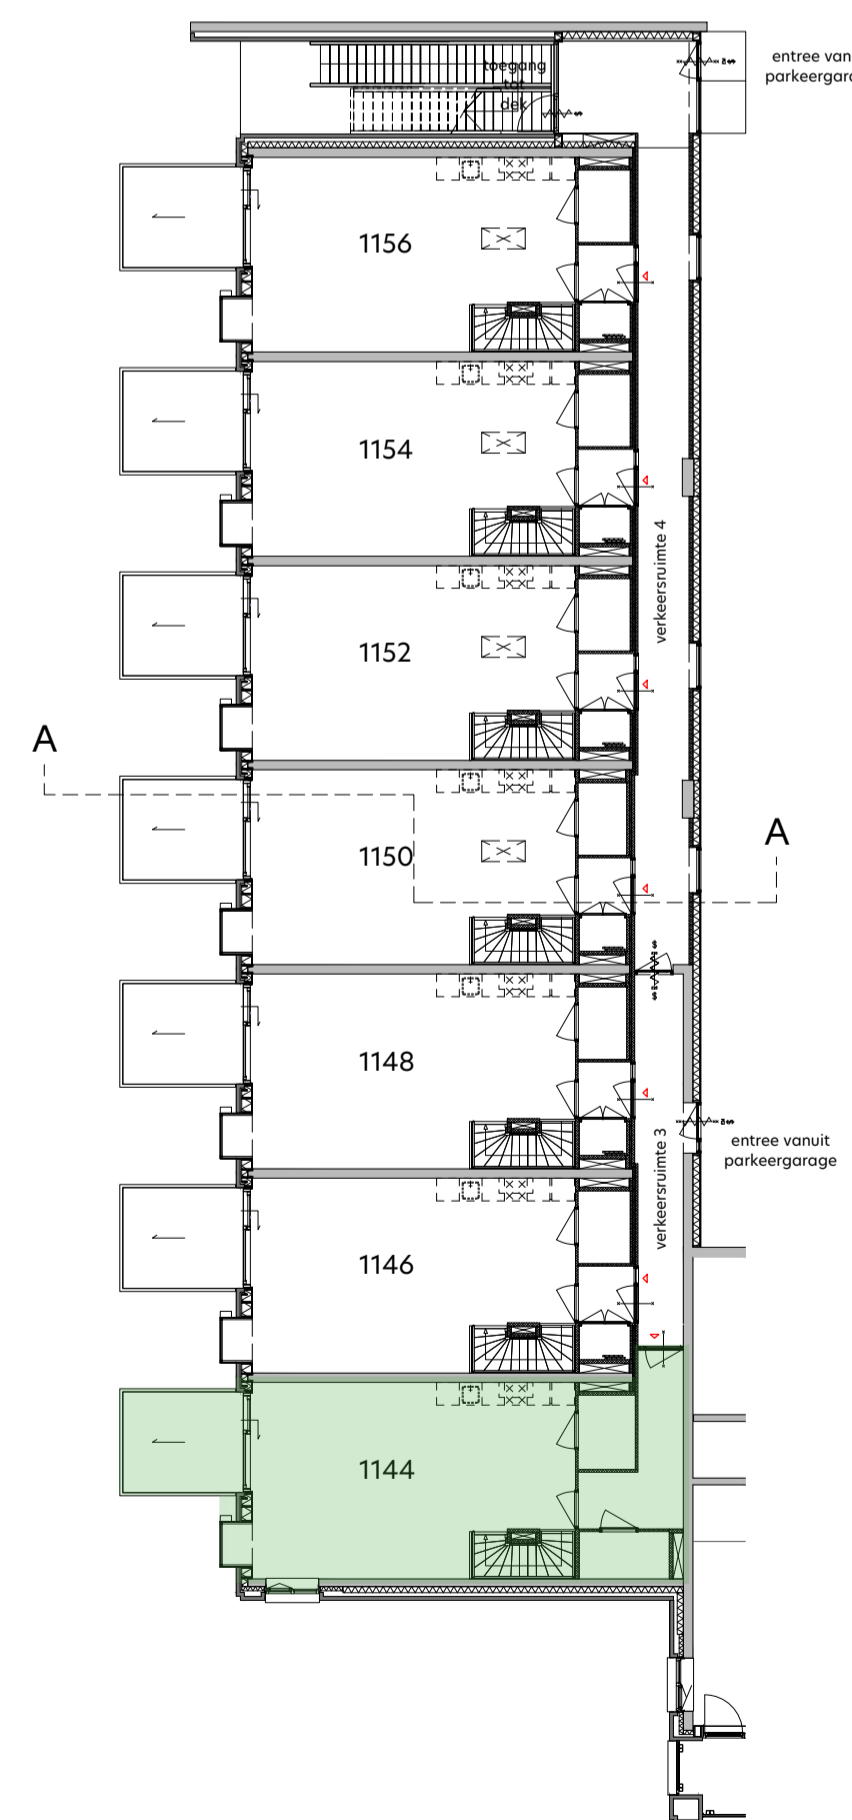 toegang
tot
dek
entree van
parkeergara
1156
1154
verkeersruimte 4
1152
A
1150
A
1148
entree vanuit
parkeergarage
verkeersruimte 3
1146
1144